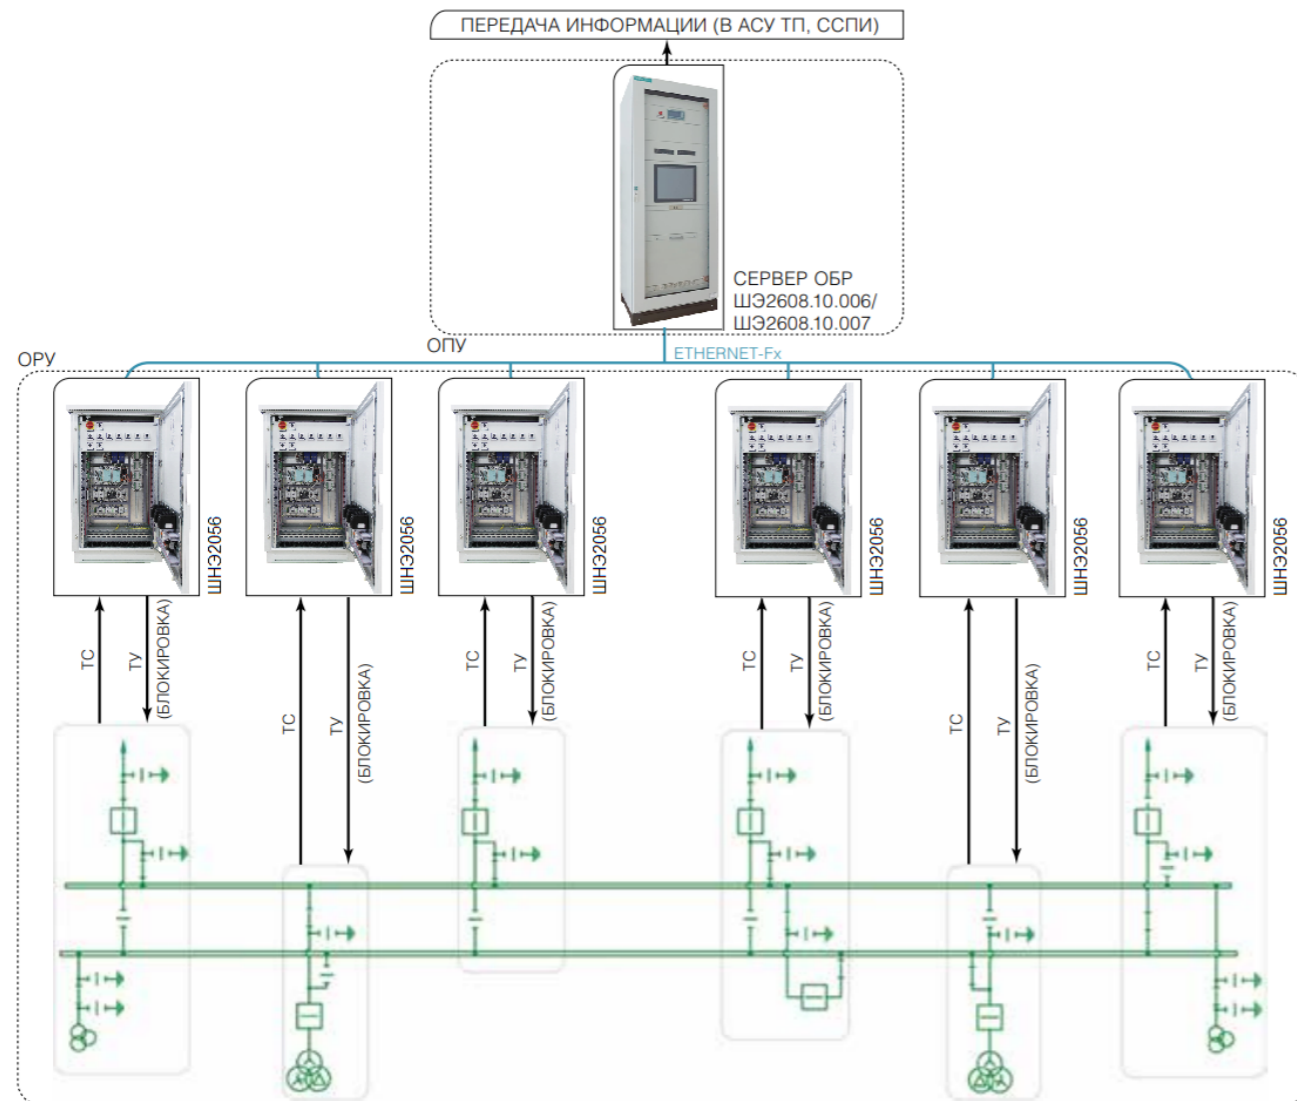 ПЕРЕДАЧА ИНФОРМАЦИИ (В АСУ ТП, ССПИ)
СЕРВЕР ОБР
ШЭ2608.10.006/
ШЭ2608.10.007
ОПУ
ETHERNET-Fx
ОРУ
ШНЭ2056
ШНЭ2056
ШНЭ2056
ШНЭ2056
ШНЭ2056
ШНЭ2056
ТС
ТУ
(БЛОКИРОВКА)
ТС
ТУ
(БЛОКИРОВКА)
ТС
ТУ
(БЛОКИРОВКА)
ТС
ТУ
(БЛОКИРОВКА)
ТС
ТУ
(БЛОКИРОВКА)
ТС
ТУ
(БЛОКИРОВКА)